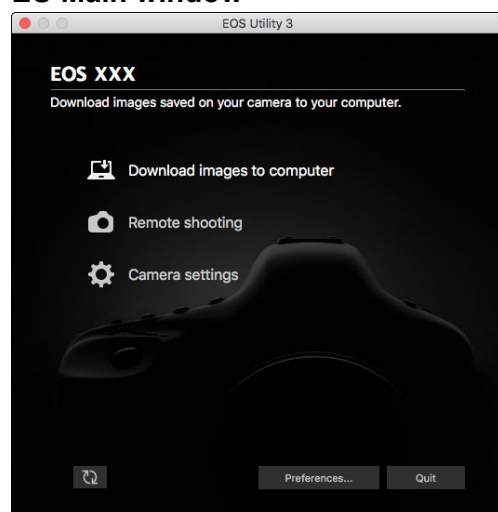 EU Main window
EOS Utility 3
EOS XXX
Download images saved on your camera to your computer.
Download images to computer
Remote shooting
Camera settings
Preferences...
Quit